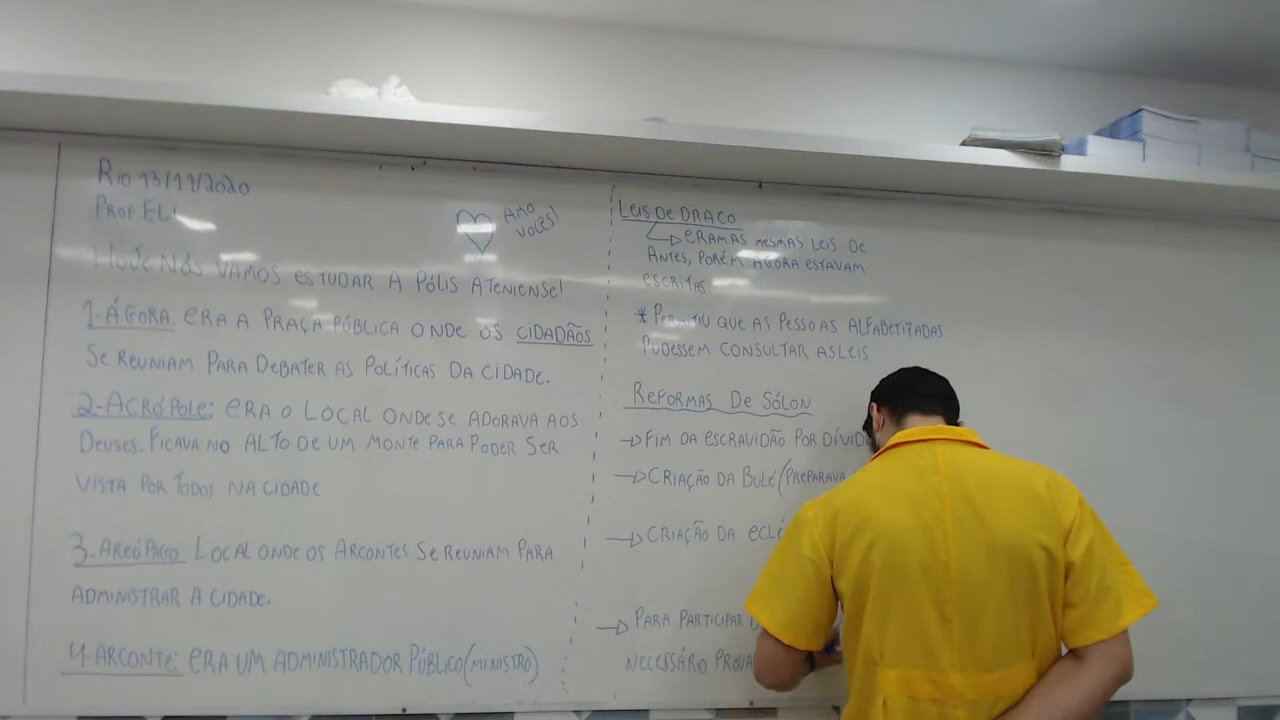 Rio 13/11/2020
Prof ELi
AMO
VOCÊS!
HOJE NÓS VAMOS ESTUDAR A PÓLIS ATENIENSE!
1-ÁGORA: ERA A PRAÇA PÚBLICA ONDE OS CIDADÃOS
SE REUNIAM PARA DEBATER AS POLÍTICAS DA CIDADE.
2-ACRÓPOLE: ERA O LOCAL ONDE SE ADORAVA AOS
DEUSES. FICAVA NO ALTO DE UM MONTE PARA PODER SER
VISTA POR TODOS NA CIDADE
3-AREÓPAGO LOCAL ONDE OS ARCONTES SE REUNIAM PARA
ADMINISTRAR A CIDADE.
4-ARCONTE: ERA UM ADMINISTRADOR PÚBLICO (MINISTRO)
LEIS DE DRACO
→ ERAM AS MESMAS LEIS DE
ANTES, PORÉM AGORA ESTAVAM
ESCRITAS
* PERMITIU QUE AS PESSOAS ALFABETIZADAS
PUDESSEM CONSULTAR AS LEIS
REFORMAS DE SÓLON
→ FIM DA ESCRAVIDÃO POR DÍVID
→ CRIAÇÃO DA BULÉ (PREPARAVA
→ CRIAÇÃO DA ECLÉ
→ PARA PARTICIPAR D
NECESSÁRIO PROVA